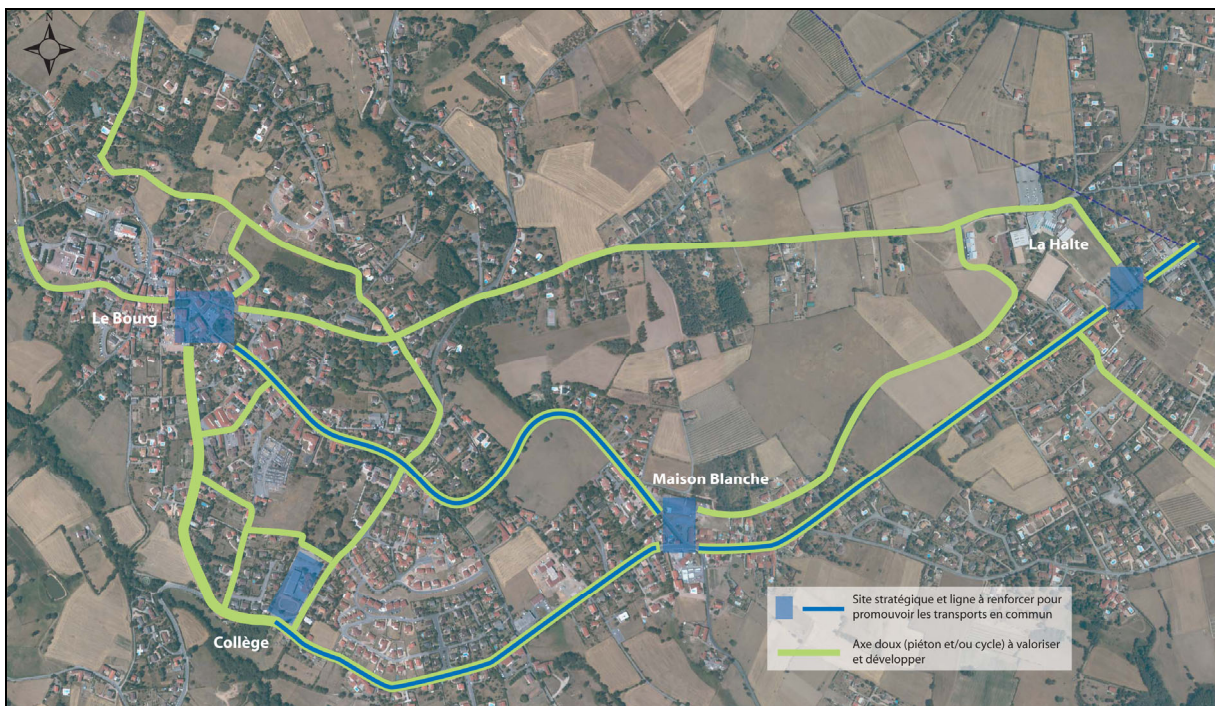 N
La Halte
Le Bourg
Maison Blanche
Collège
Site stratégique et ligne à renforcer pour
promouvoir les transports en commun
Axe doux (piéton et/ou cycle) à valoriser
et développer